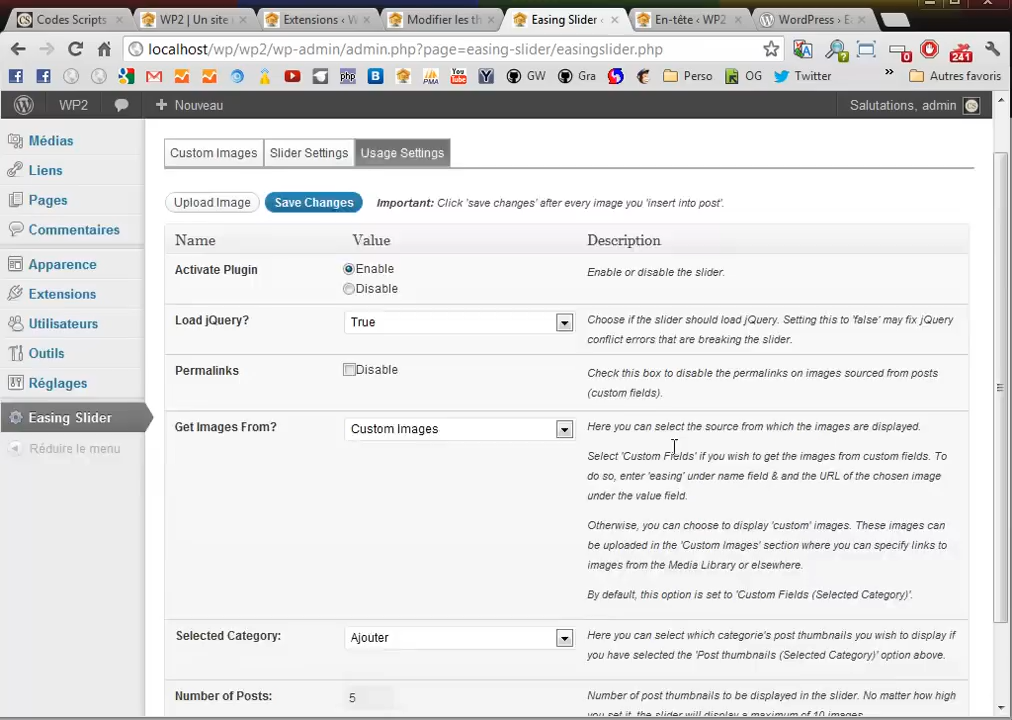 Codes Scripts
WP2 | Un site
Extensions ‹ W
Modifier les th
Easing Slider ‹
En-tête ‹ WP2
WordPress › E
localhost/wp/wp2/wp-admin/admin.php?page=easing-slider/easingslider.php
0
241
php
PMA
You
Tube
GW
Gra
Perso
OG
Twitter
»
Autres favoris
WP2
+ Nouveau
Salutations, admin
Médias
Liens
Pages
Commentaires
Apparence
Extensions
Utilisateurs
Outils
Réglages
Easing Slider
Réduire le menu
Custom Images
Slider Settings
Usage Settings
Upload Image
Save Changes
Important: Click 'save changes' after every image you 'insert into post'.
Name
Value
Description
Activate Plugin
Enable
Disable
Enable or disable the slider.
Load jQuery?
True
Choose if the slider should load jQuery. Setting this to 'false' may fix jQuery
conflict errors that are breaking the slider.
Permalinks
Disable
Check this box to disable the permalinks on images sourced from posts
(custom fields).
Get Images From?
Custom Images
Here you can select the source from which the images are displayed.
Select 'Custom Fields' if you wish to get the images from custom fields. To
do so, enter 'easing' under name field & and the URL of the chosen image
under the value field.
Otherwise, you can choose to display 'custom' images. These images can
be uploaded in the 'Custom Images' section where you can specify links to
images from the Media Library or elsewhere.
By default, this option is set to 'Custom Fields (Selected Category)'.
Selected Category:
Ajouter
Here you can select which categorie's post thumbnails you wish to display if
you have selected the 'Post thumbnails (Selected Category)' option above.
Number of Posts:
5
Number of post thumbnails to be displayed in the slider. No matter how high
you set it, the slider will display a maximum of 10 images.